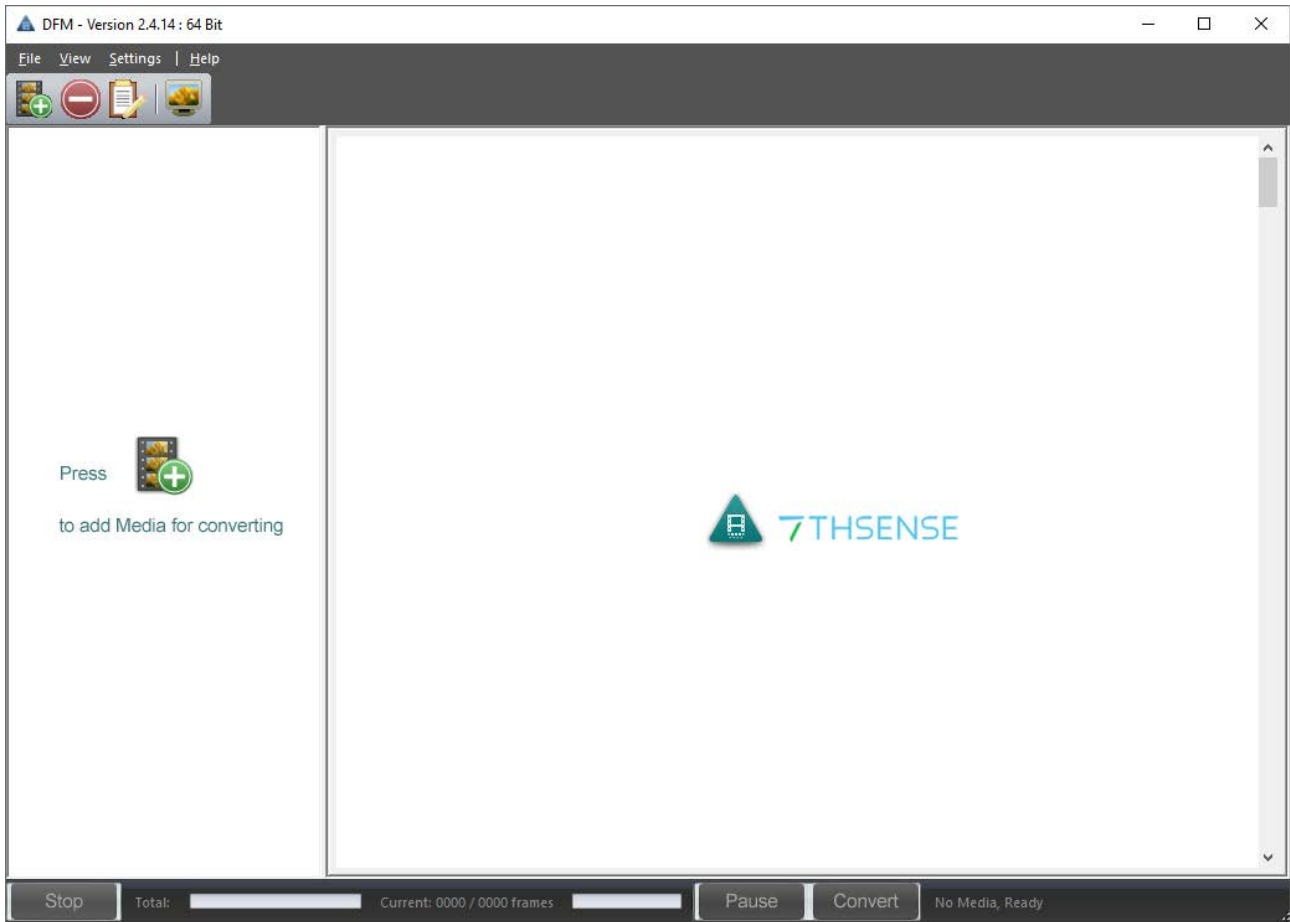 DFM - Version 2.4.14 : 64 Bit
File View Settings | Help
Press
to add Media for converting
7THSENSE
Stop Total: Current: 0000 / 0000 frames Pause Convert No Media, Ready